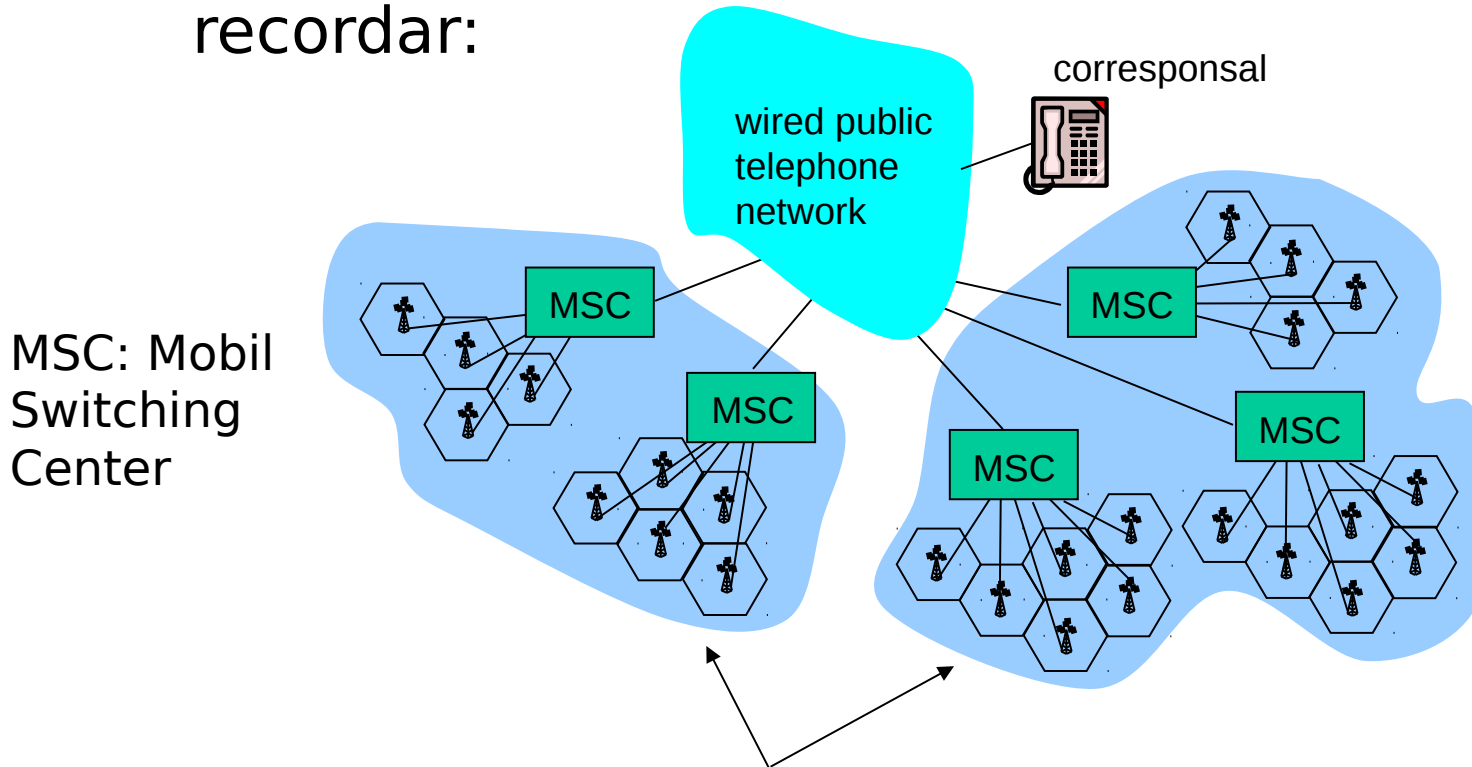 recordar:
corresponsal
wired public
telephone
network
MSC
MSC
MSC: Mobil
Switching
Center
MSC
MSC
MSC